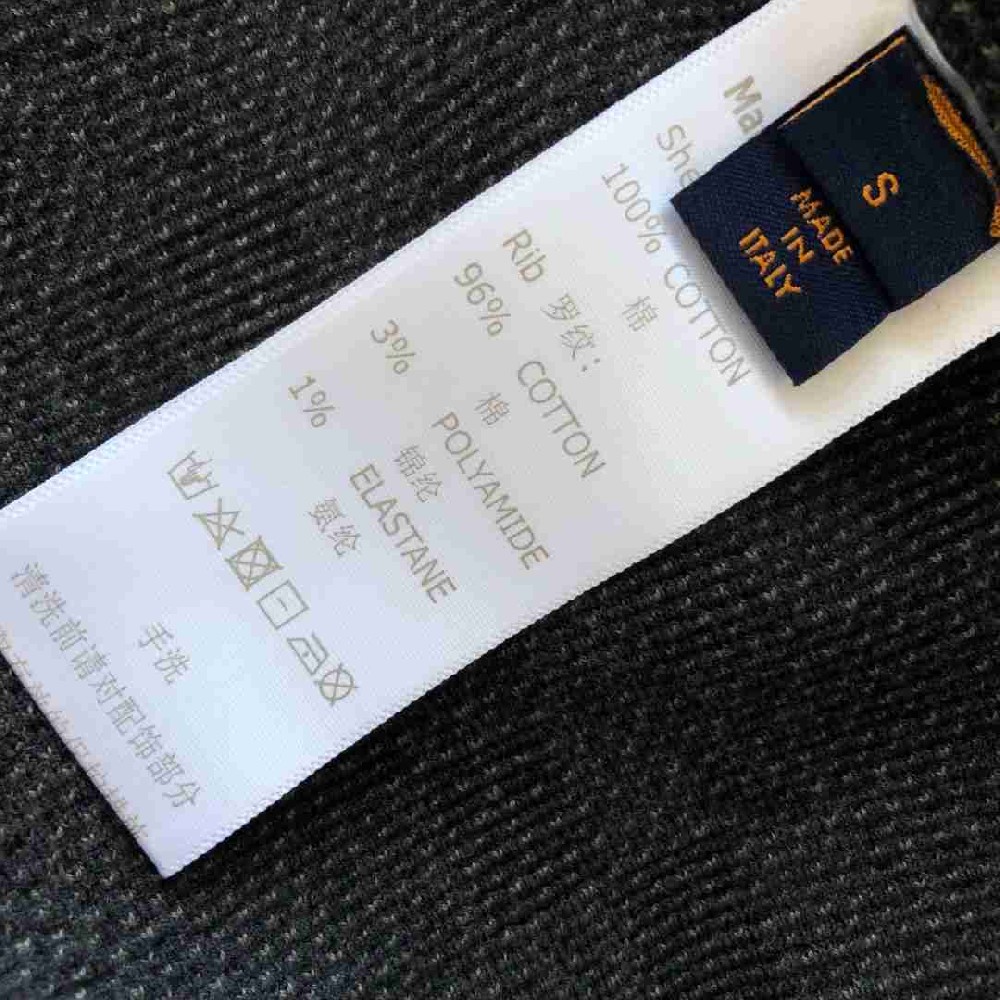 S
MADE
IN
ITALY
Ma
She
100% COTTON
棉
Rib 罗纹：
96% COTTON
棉
3% POLYAMIDE
锦纶
1% ELASTANE
氨纶
手洗
清洗前请对配饰部分